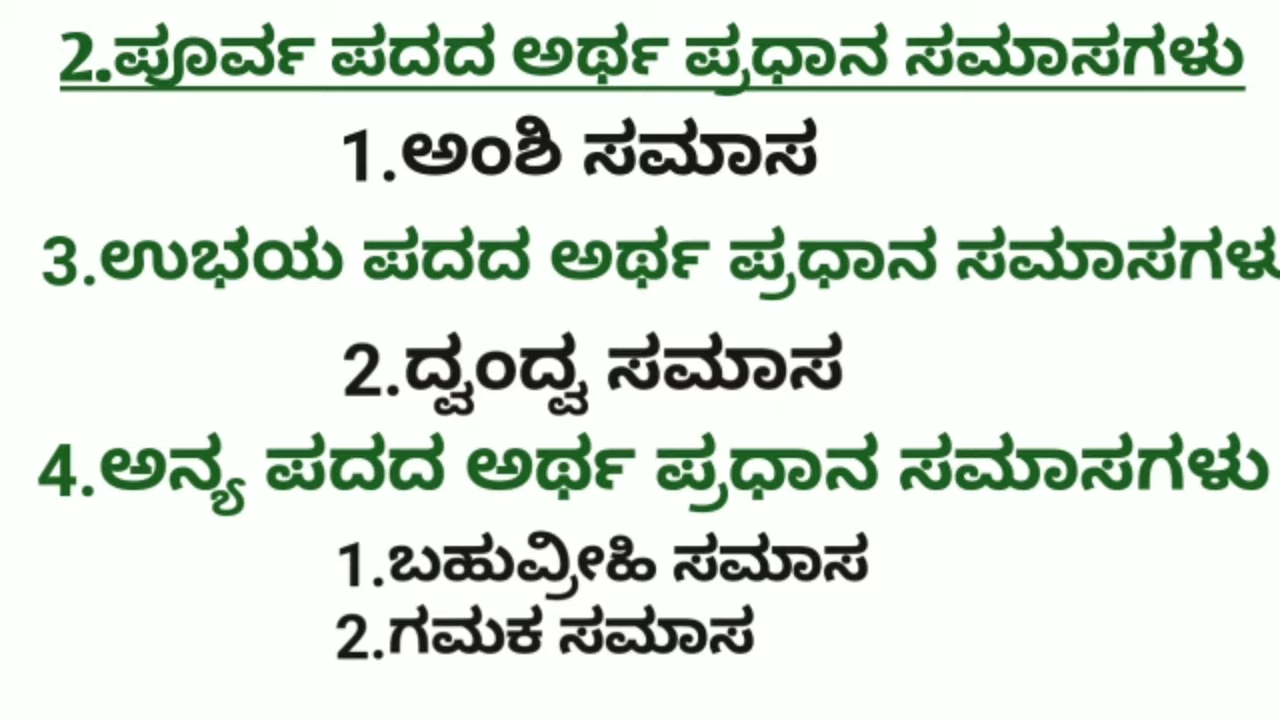 2.ಪೂರ್ವ ಪದದ ಅರ್ಥ ಪ್ರಧಾನ ಸಮಾಸಗಳು
1.ಅಂಶಿ ಸಮಾಸ
3.ಉಭಯ ಪದದ ಅರ್ಥ ಪ್ರಧಾನ ಸಮಾಸಗಳ
2.ದ್ವಂದ್ವ ಸಮಾಸ
4.ಅನ್ಯ ಪದದ ಅರ್ಥ ಪ್ರಧಾನ ಸಮಾಸಗಳು
1.ಬಹುವ್ರೀಹಿ ಸಮಾಸ
2.ಗಮಕ ಸಮಾಸ